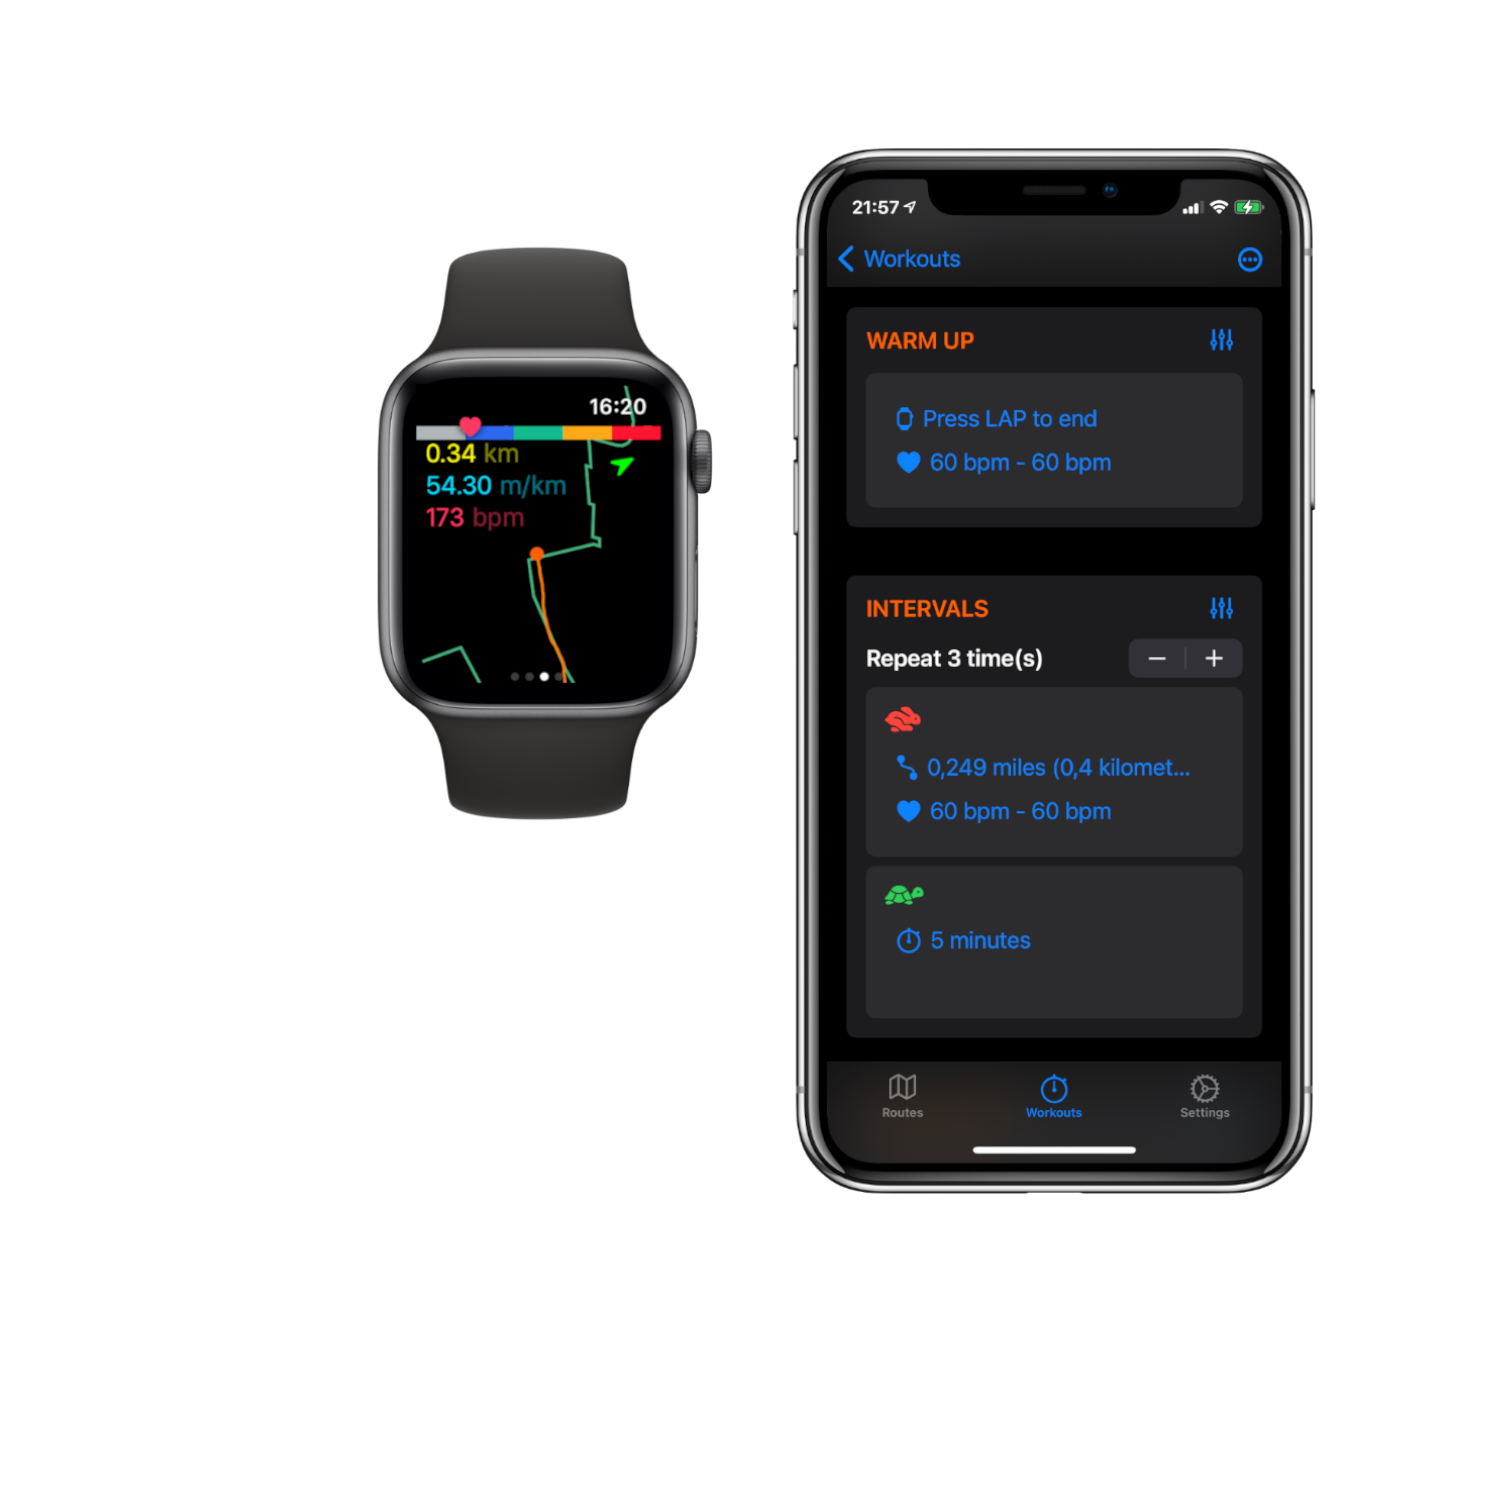 16:20
0.34 km
54.30 m/km
173 bpm
21:57
Workouts
WARM UP
Press LAP to end
60 bpm - 60 bpm
INTERVALS
Repeat 3 time(s)
− +
0,249 miles (0,4 kilomet...
60 bpm - 60 bpm
5 minutes
Routes
Workouts
Settings